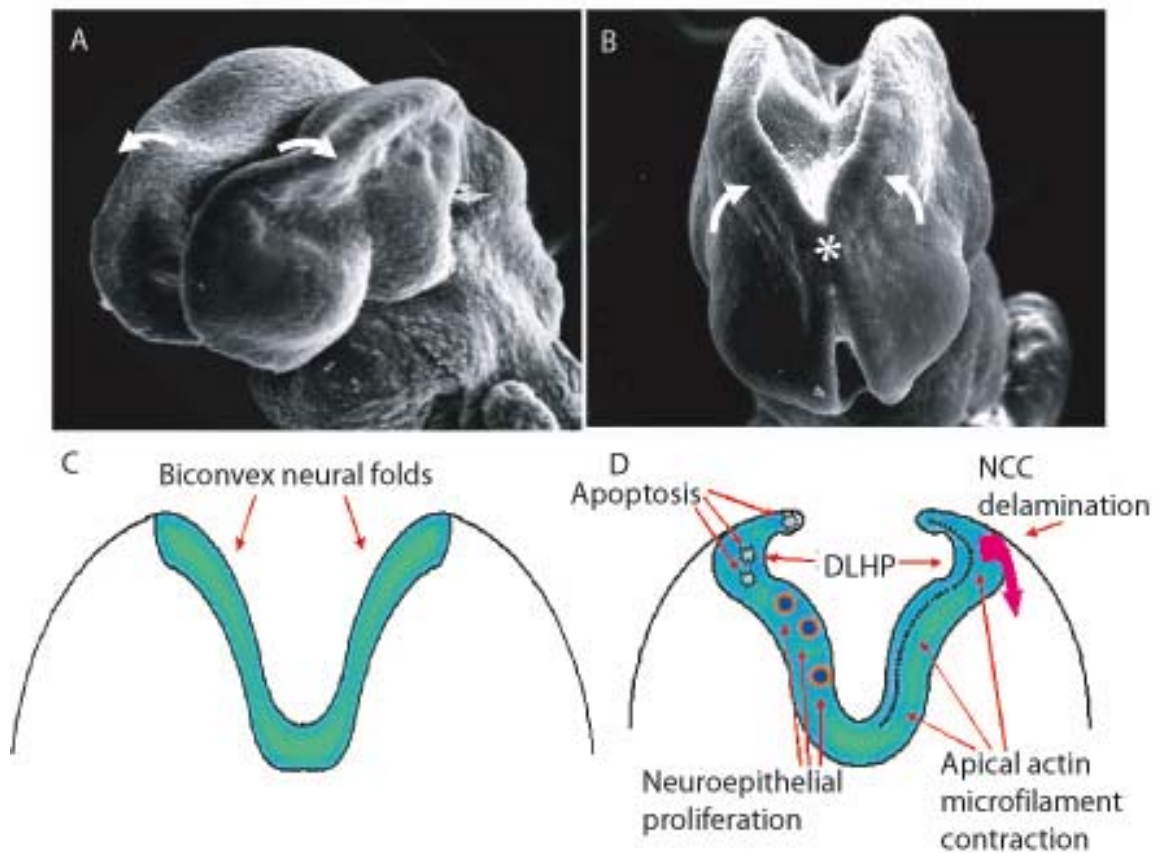 A
B
*
C
Biconvex neural folds
D
Apoptosis
NCC
delamination
DLHP
Neuroepithelial
proliferation
Apical actin
microfilament
contraction